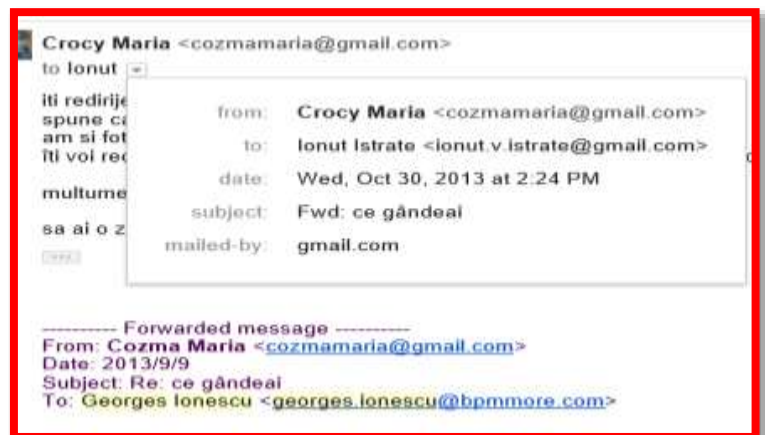 Crocy Maria <cozmamaria@gmail.com>
to Ionut
iti redirije
spune ca
am si fot
îti voi rec
multume
sa ai o z
from: Crocy Maria <cozmamaria@gmail.com>
to: Ionut Istrate <ionut.v.istrate@gmail.com>
date: Wed, Oct 30, 2013 at 2:24 PM
subject: Fwd: ce gândeai
mailed-by: gmail.com
---------- Forwarded message ----------
From: Cozma Maria <cozmamaria@gmail.com>
Date: 2013/9/9
Subject: Re: ce gândeai
To: Georges Ionescu <georges.ionescu@bpmmore.com>